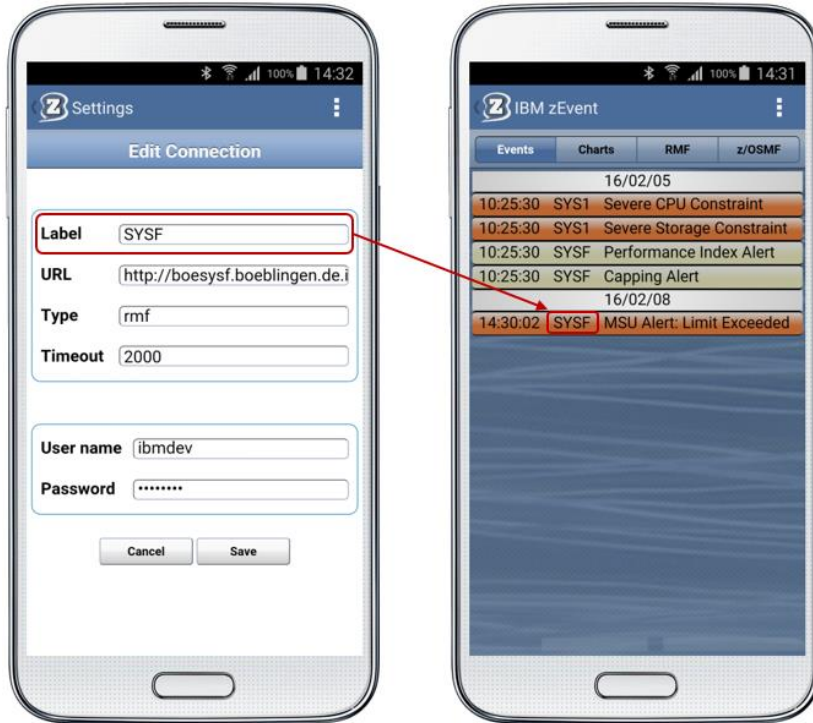 100% 14:32
Z Settings
Edit Connection
Label SYSF
URL http://boesysf.boeblingen.de.i
Type rmf
Timeout 2000
User name ibmdev
Password ••••••••
Cancel Save
100% 14:31
Z IBM zEvent
Events Charts RMF z/OSMF
16/02/05
10:25:30 SYS1 Severe CPU Constraint
10:25:30 SYS1 Severe Storage Constraint
10:25:30 SYSF Performance Index Alert
10:25:30 SYSF Capping Alert
16/02/08
14:30:02 SYSF MSU Alert: Limit Exceeded